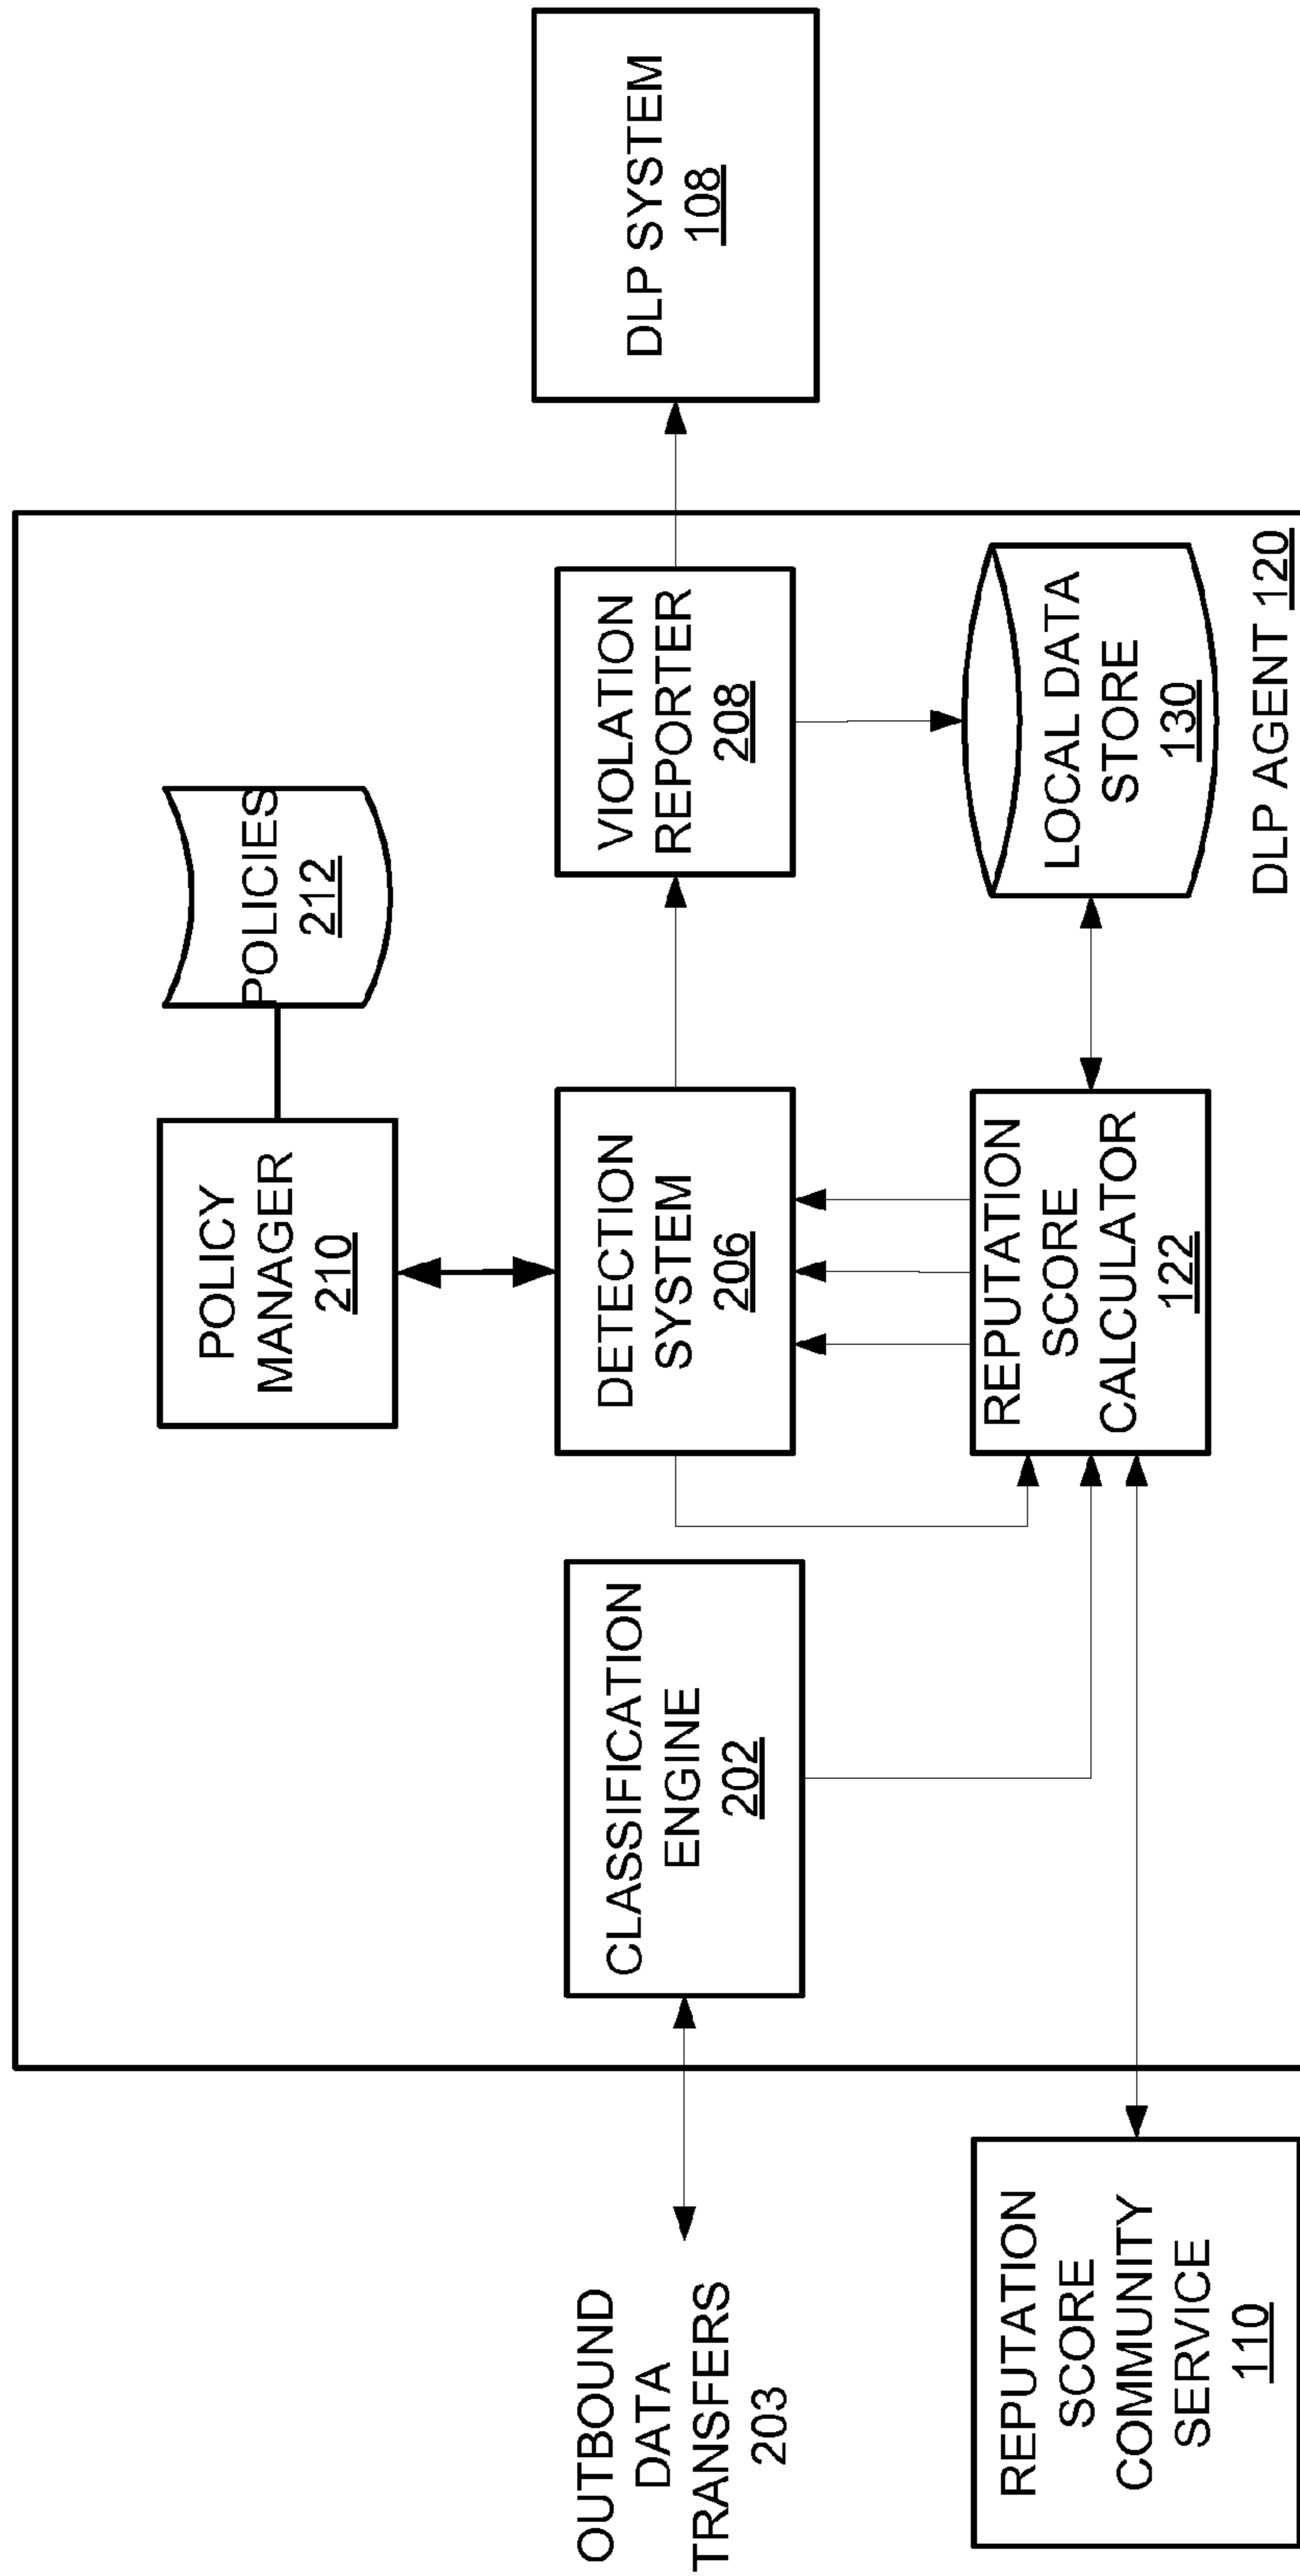 POLICY
MANAGER
210
POLICIES
212
OUTBOUND
DATA
TRANSFERS
203
CLASSIFICATION
ENGINE
202
DETECTION
SYSTEM
206
VIOLATION
REPORTER
208
DLP SYSTEM
108
REPUTATION
SCORE
COMMUNITY
SERVICE
110
REPUTATION
SCORE
CALCULATOR
122
LOCAL DATA
STORE
130
DLP AGENT 120